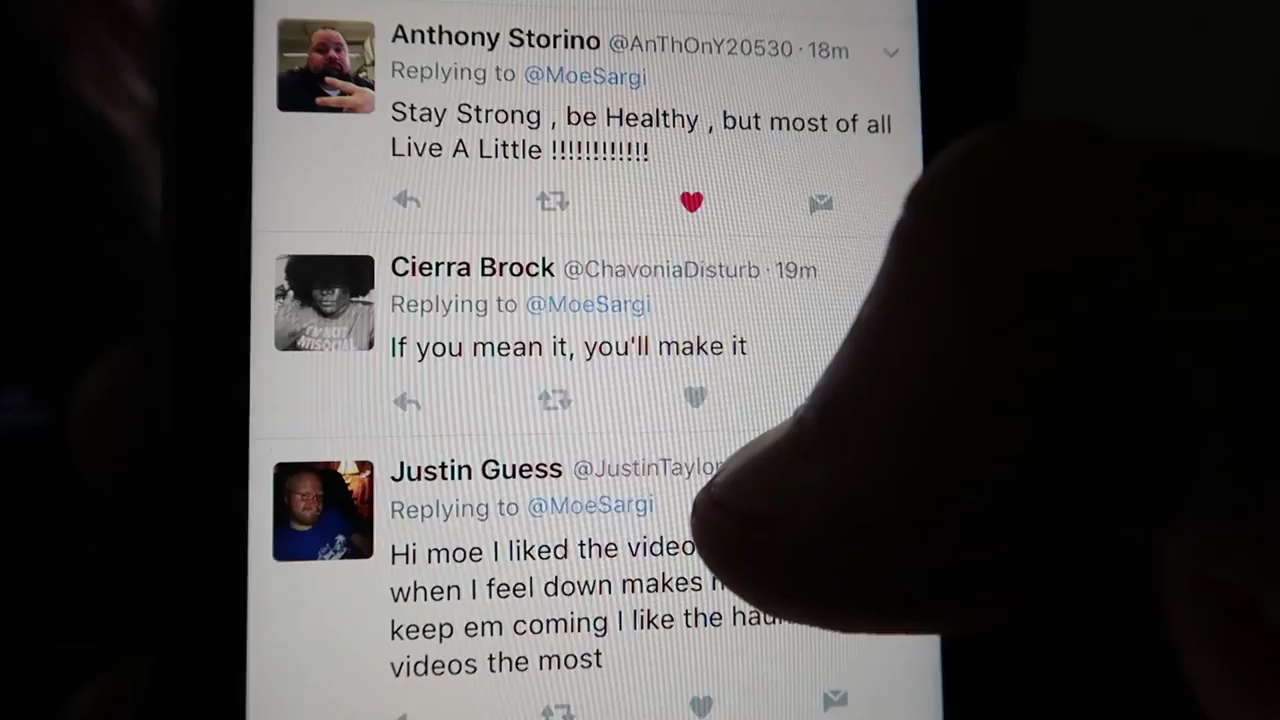 Anthony Storino @AnThOnY20530 · 18m
Replying to @MoeSargi
Stay Strong , be Healthy , but most of all
Live A Little !!!!!!!!!!!!
Cierra Brock @ChavoniaDisturb · 19m
Replying to @MoeSargi
If you mean it, you'll make it
Justin Guess @JustinTaylor
Replying to @MoeSargi
Hi moe I liked the video
when I feel down makes
keep em coming I like the
videos the most